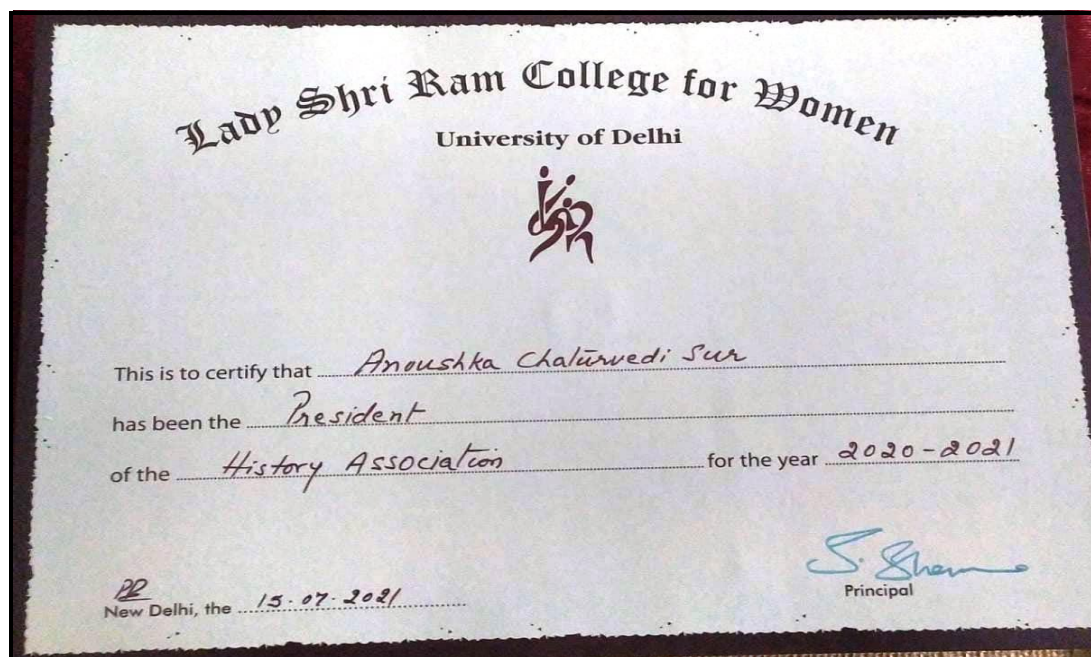 Lady Shri Ram College for Women
University of Delhi
This is to certify that Anoushka Chaturvedi Sur
has been the President
of the History Association for the year 2020-2021
New Delhi, the 15.07.2021
Principal